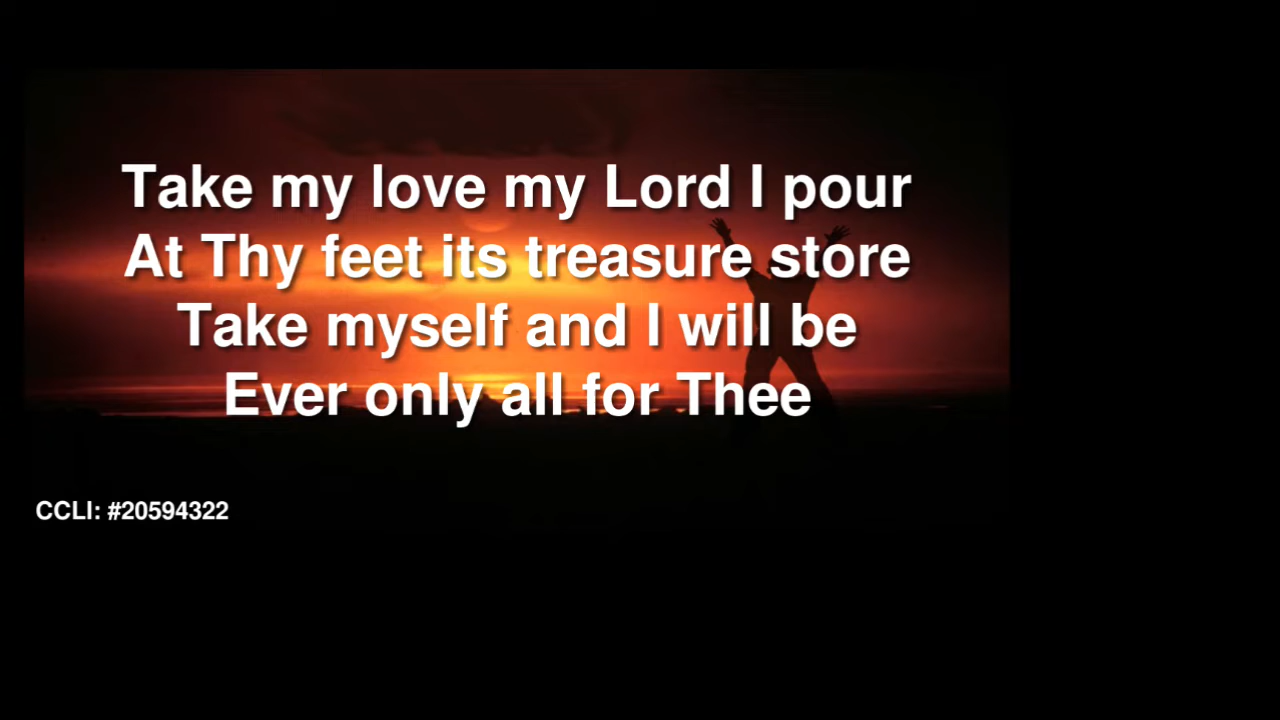 Take my love my Lord I pour
At Thy feet its treasure store
Take myself and I will be
Ever only all for Thee
CCLI: #20594322